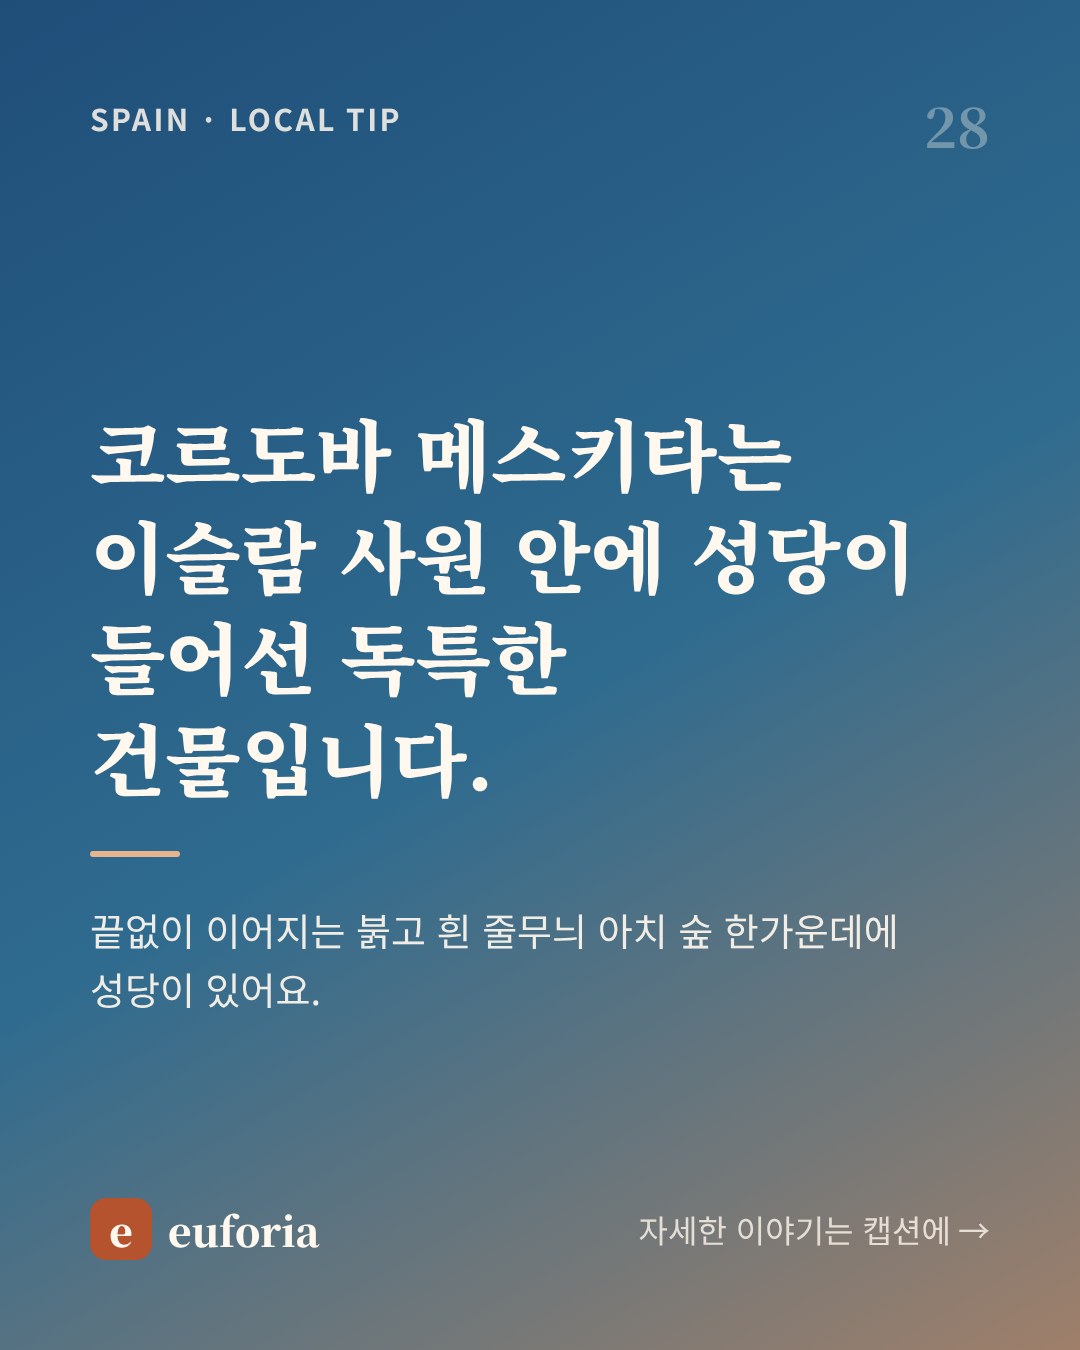 SPAIN · LOCAL TIP
28
코르도바 메스키타는
이슬람 사원 안에 성당이
들어선 독특한
건물입니다.
끝없이 이어지는 붉고 흰 줄무늬 아치 숲 한가운데에
성당이 있어요.
e euforia
자세한 이야기는 캡션에 →